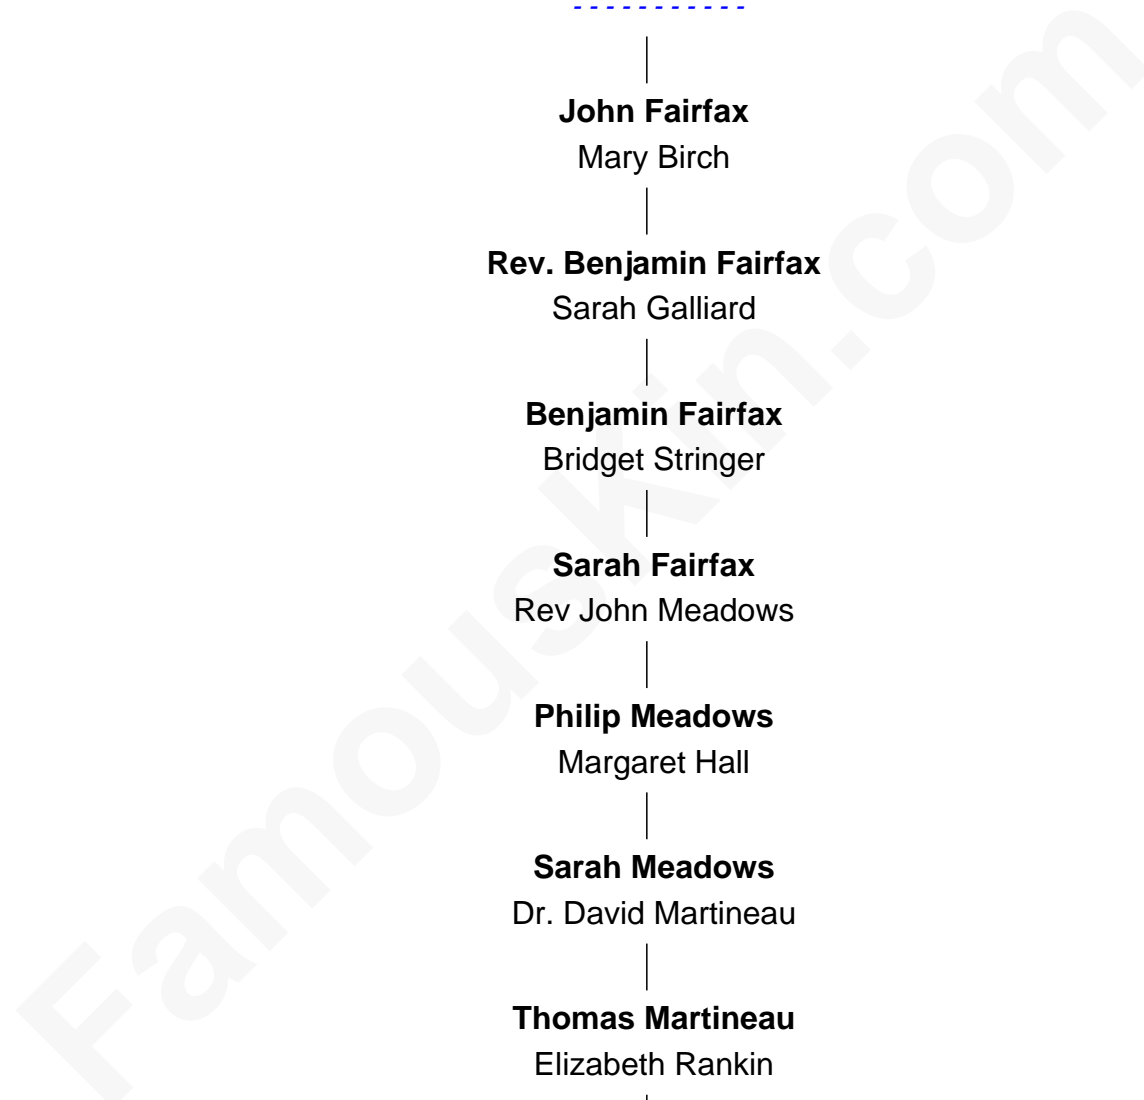 - - - - - - - - - - -
John Fairfax
Mary Birch
Rev. Benjamin Fairfax
Sarah Galliard
Benjamin Fairfax
Bridget Stringer
Sarah Fairfax
Rev John Meadows
Philip Meadows
Margaret Hall
Sarah Meadows
Dr. David Martineau
Thomas Martineau
Elizabeth Rankin
FamousKin.com